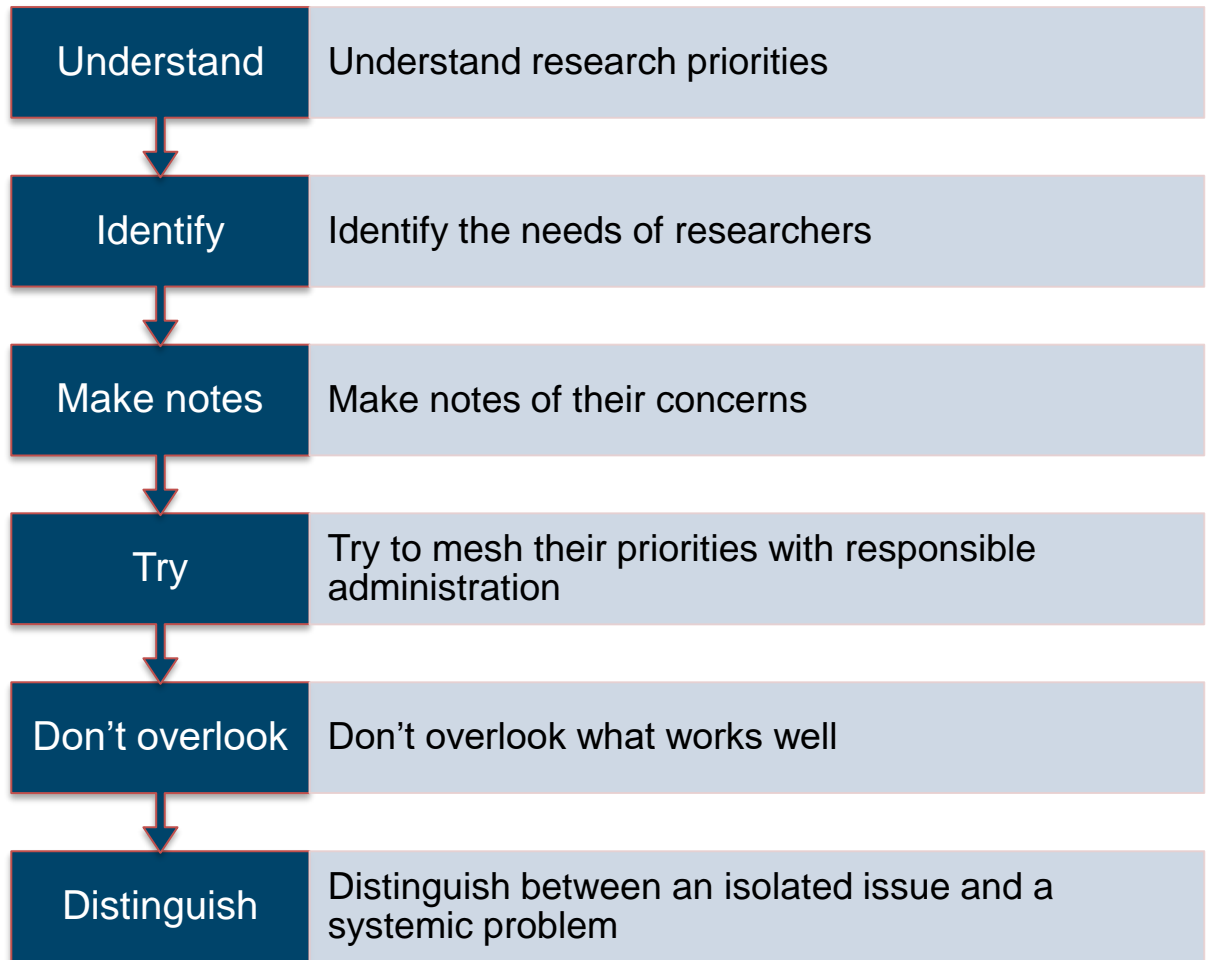 Understand
Understand research priorities
Identify
Identify the needs of researchers
Make notes
Make notes of their concerns
Try
Try to mesh their priorities with responsible
administration
Don’t overlook
Don’t overlook what works well
Distinguish
Distinguish between an isolated issue and a
systemic problem